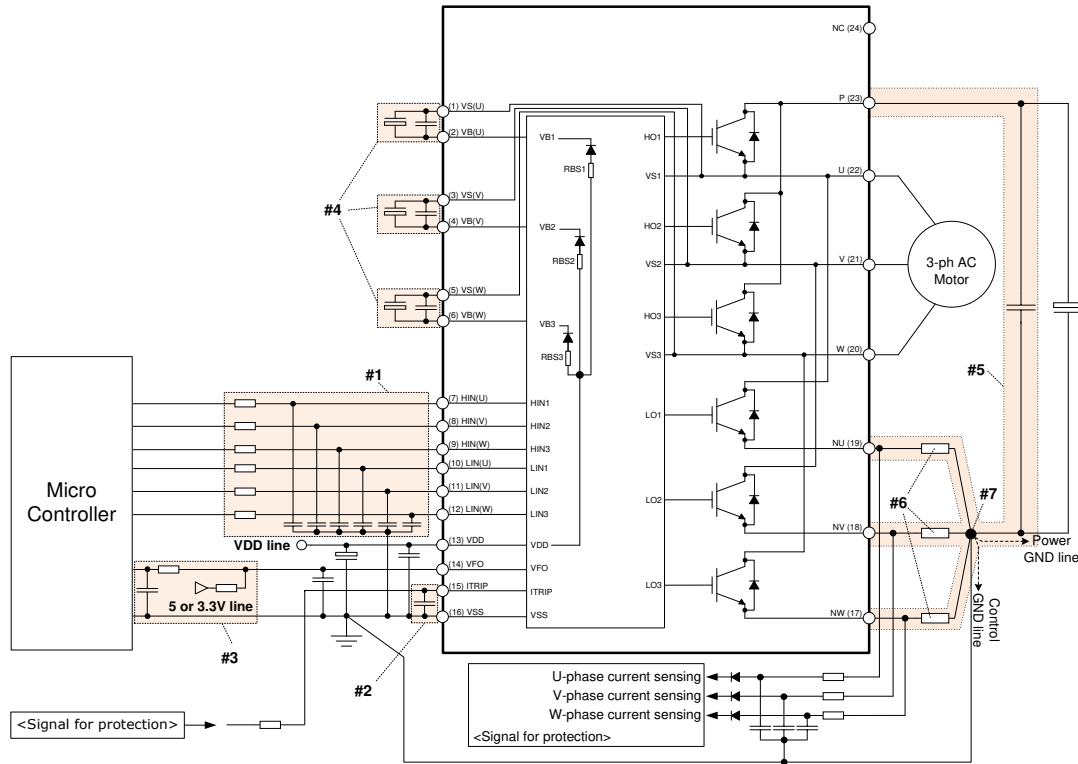 NC (24)
P (23)
U (22)
V (21)
W (20)
NU (19)
NV (18)
NW (17)
(1) VS(U)
(2) VB(U)
(3) VS(V)
(4) VB(V)
(5) VS(W)
(6) VB(W)
(7) HIN(U)
(8) HIN(V)
(9) HIN(W)
(10) LIN(U)
(11) LIN(V)
(12) LIN(W)
(13) VDD
(14) VFO
(15) ITRIP
(16) VSS
VB1
RBS1
VB2
RBS2
VB3
RBS3
HIN1
HIN2
HIN3
LIN1
LIN2
LIN3
VDD
VFO
ITRIP
VSS
HO1
VS1
HO2
VS2
HO3
VS3
LO1
LO2
LO3
3-ph AC
Motor
#4
#1
#5
#6
#7
Power
GND line
Control
GND line
Micro
Controller
VDD line
5 or 3.3V line
#3
#2
<Signal for protection>
U-phase current sensing
V-phase current sensing
W-phase current sensing
<Signal for protection>